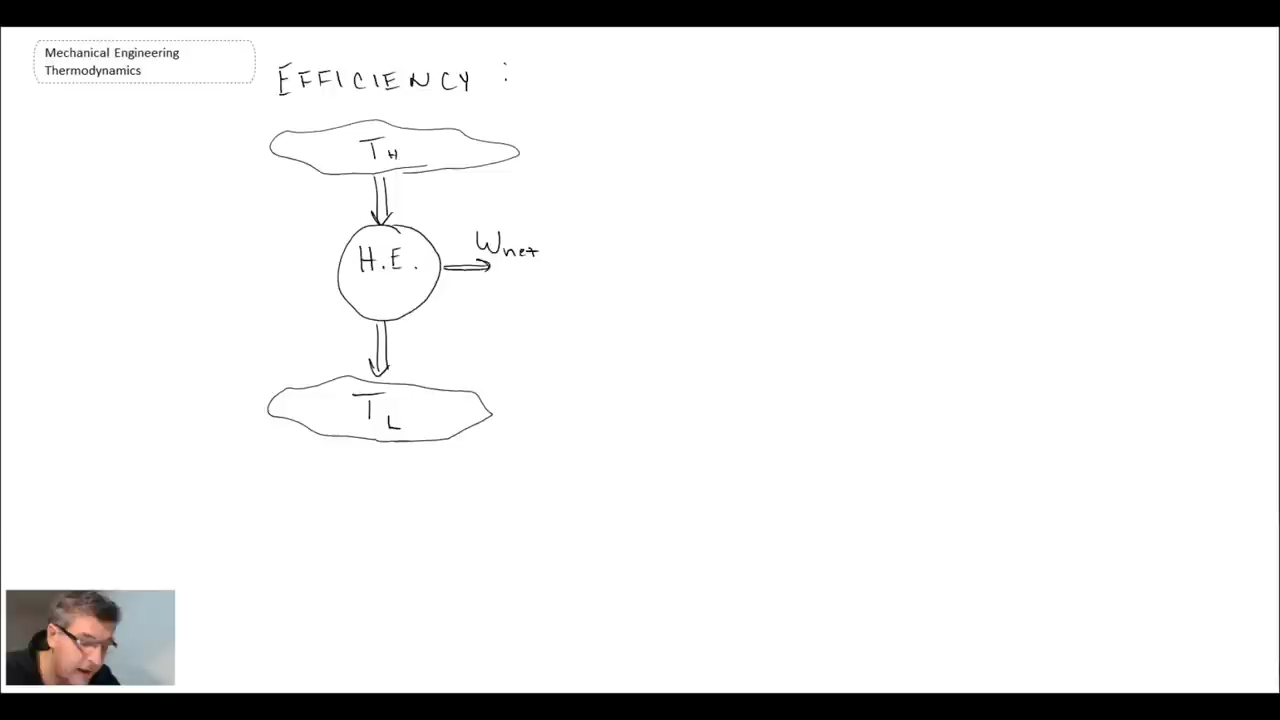 Mechanical Engineering
Thermodynamics
EFFICIENCY :
TH
H.E.
Wnet
TL